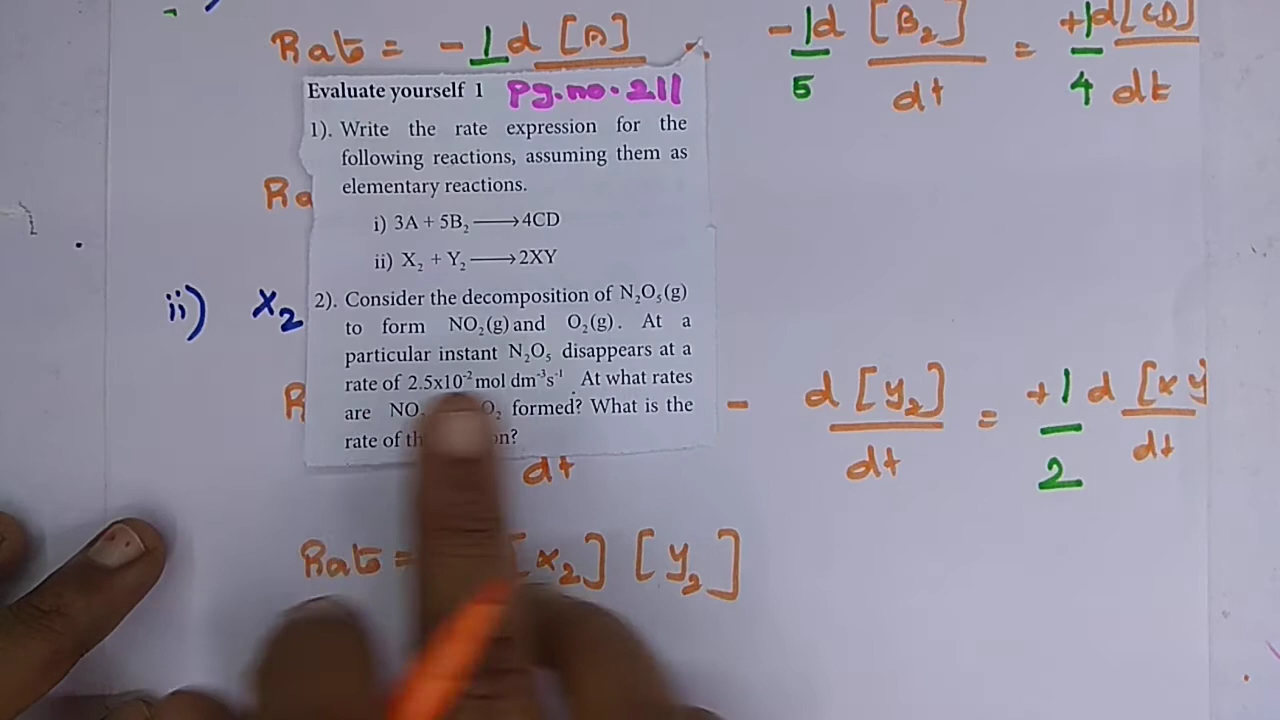 Rate = - 1 d [A] - 1 d [B₂] = + 1 d [CD]
5 dt 4 dt
Evaluate yourself 1 Pg.no.211
1). Write the rate expression for the
following reactions, assuming them as
elementary reactions.
i) 3A + 5B₂ ⟶ 4CD
ii) X₂ + Y₂ ⟶ 2XY
ii) X₂
2). Consider the decomposition of N₂O₅(g)
to form NO₂(g) and O₂(g). At a
particular instant N₂O₅ disappears at a
rate of 2.5x10⁻² mol dm⁻³s⁻¹. At what rates
are NO O₂ formed? What is the
rate of
- d [Y₂] = + 1 d [XY
dt dt 2 dt
Rate = [X₂] [Y₂]